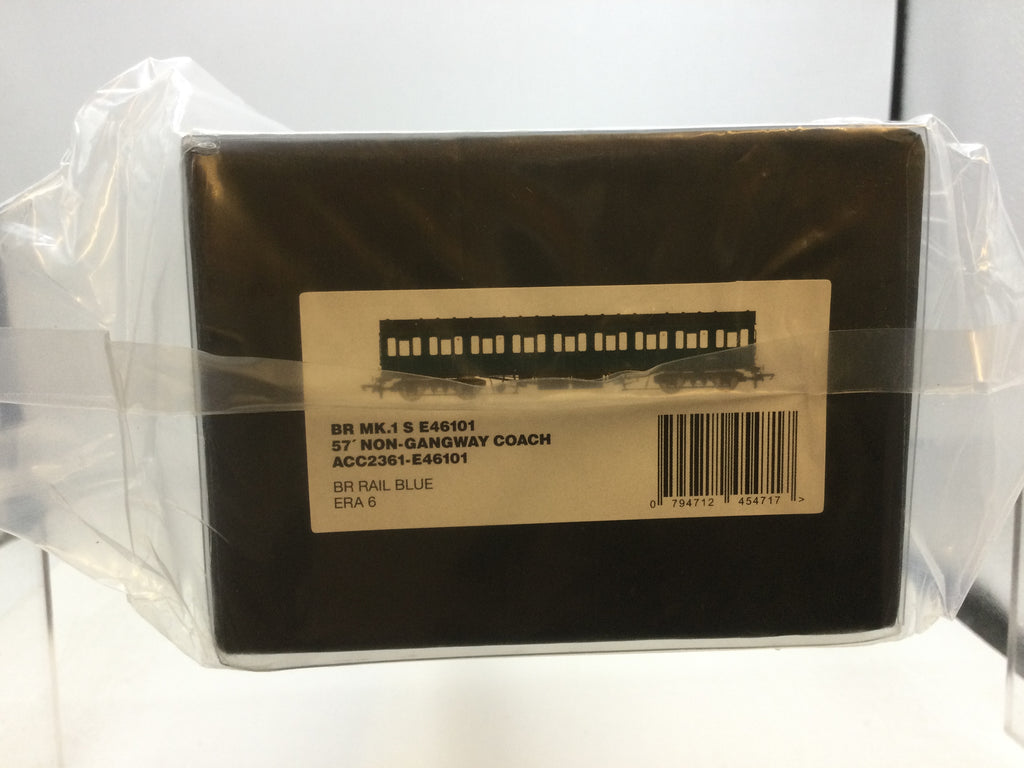 BR MK.1 S E46101
57´ NON-GANGWAY COACH
ACC2361-E46101
BR RAIL BLUE
ERA 6
0 794712 454717 >